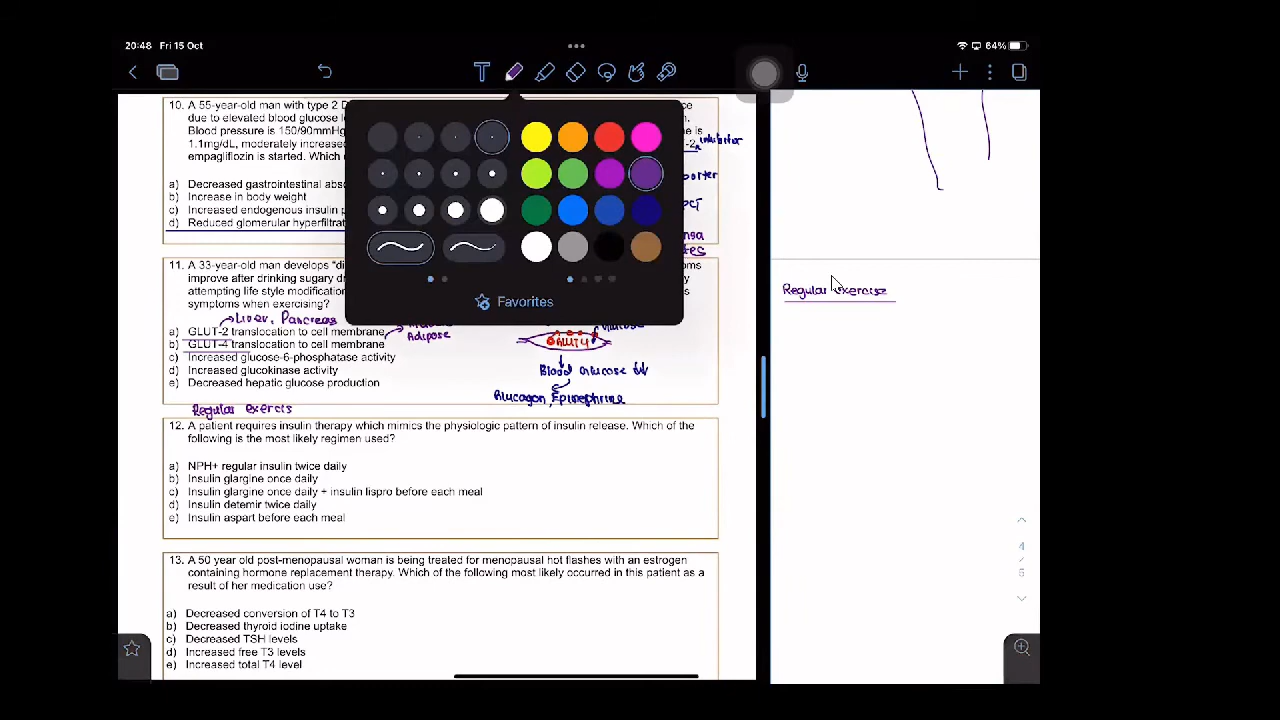 20:48 Fri 15 Oct
64%
10. A 55-year-old man with type 2 D
due to elevated blood glucose
Blood pressure is 150/90mmHg
1.1mg/dL, moderately increased
empagliflozin is started. Which
inhibitor
a) Decreased gastrointestinal abs
b) Increase in body weight
c) Increased endogenous insulin p
d) Reduced glomerular hyperfiltrat
PCT
11. A 33-year-old man develops "di
improve after drinking sugary dr
attempting life style modification
symptoms when exercising?
Liver, Pancreas
a) GLUT-2 translocation to cell membrane
b) GLUT-4 translocation to cell membrane
c) Increased glucose-6-phosphatase activity
d) Increased glucokinase activity
e) Decreased hepatic glucose production
Adipose
GLUT4
Blood Glucose
Glucagon, Epinephrine
Regular exercis
12. A patient requires insulin therapy which mimics the physiologic pattern of insulin release. Which of the
following is the most likely regimen used?
a) NPH+ regular insulin twice daily
b) Insulin glargine once daily
c) Insulin glargine once daily + insulin lispro before each meal
d) Insulin detemir twice daily
e) Insulin aspart before each meal
13. A 50 year old post-menopausal woman is being treated for menopausal hot flashes with an estrogen
containing hormone replacement therapy. Which of the following most likely occurred in this patient as a
result of her medication use?
a) Decreased conversion of T4 to T3
b) Decreased thyroid iodine uptake
c) Decreased TSH levels
d) Increased free T3 levels
e) Increased total T4 level
Favorites
Regular exercise
4
/
6